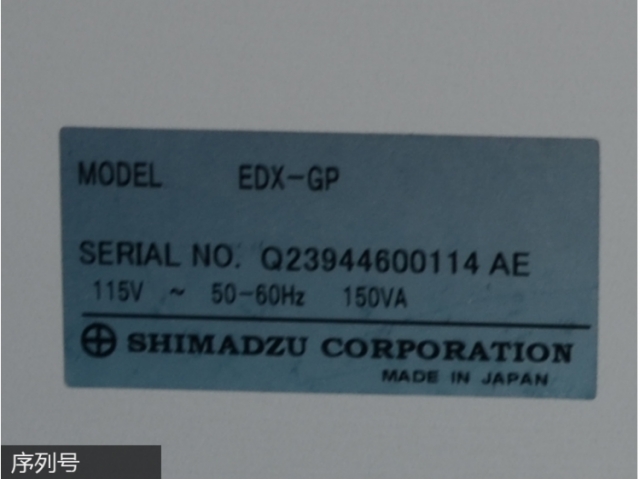 MODEL EDX-GP
SERIAL NO. Q23944600114 AE
115V ~ 50-60Hz 150VA
SHIMADZU CORPORATION
MADE IN JAPAN
序列号